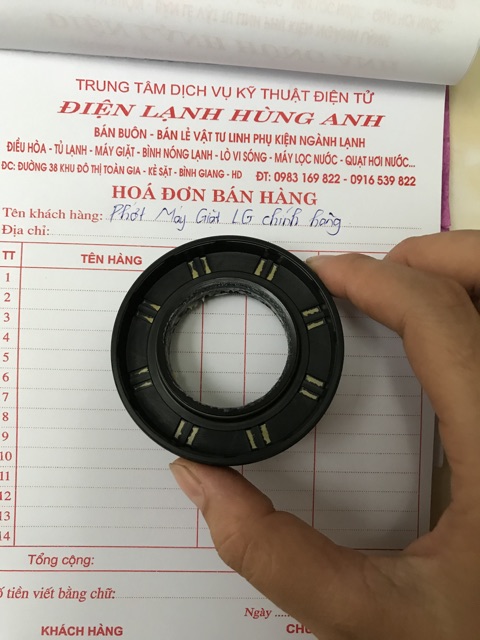 TRUNG TÂM DỊCH VỤ KỸ THUẬT ĐIỆN TỬ
ĐIỆN LẠNH HÙNG ANH
BÁN BUÔN - BÁN LẺ VẬT TƯ LINH PHỤ KIỆN NGÀNH LẠNH
ĐIỀU HÒA - TỦ LẠNH - MÁY GIẶT - BÌNH NÓNG LẠNH - LÒ VI SÓNG - MÁY LỌC NƯỚC - QUẠT HƠI NƯỚC...
ĐC: ĐƯỜNG 38 KHU ĐÔ THỊ TOÀN GIA - KẺ SẶT - BÌNH GIANG - HD ĐT: 0983 169 822 - 0916 539 822
HOÁ ĐƠN BÁN HÀNG
Tên khách hàng: Phớt Máy Giặt LG chính hãng
Địa chỉ:
TT TÊN HÀNG
1
2
3
4
5
6
7
8
9
10
11
12
13
14
Tổng cộng:
ố tiền viết bằng chữ:
Ngày
KHÁCH HÀNG